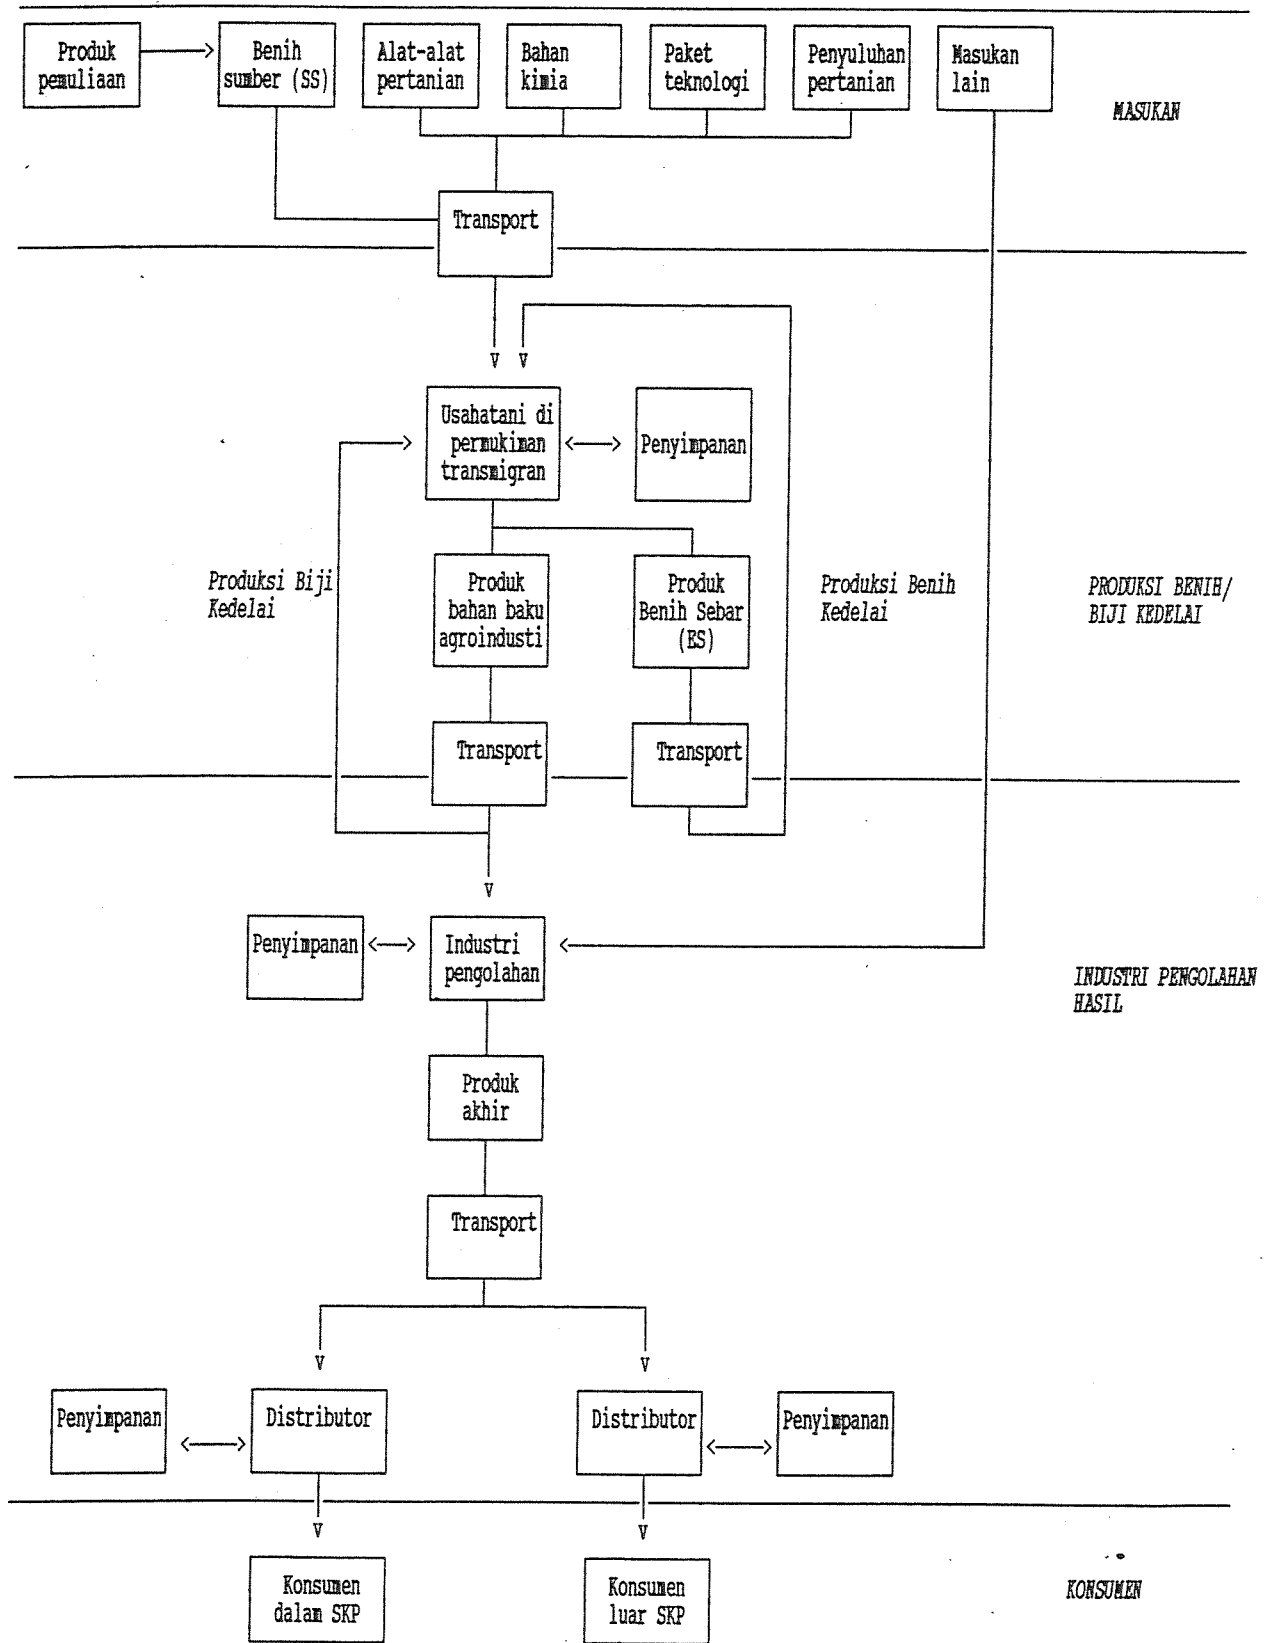 Produk
pemuliaan
Benih
sumber (SS)
Alat-alat
pertanian
Bahan
kimia
Paket
teknologi
Penyuluhan
pertanian
Masukan
lain
MASUKAN
Transport
Usahatani di
permukiman
transmigran
Penyimpanan
Produksi Biji
Kedelai
Produk
bahan baku
agroindusti
Produk
Benih Sebar
(ES)
Produksi Benih
Kedelai
PRODUKSI BENIH/
BIJI KEDELAI
Transport
Transport
Penyimpanan
Industri
pengolahan
INDUSTRI PENGOLAHAN
HASIL
Produk
akhir
Transport
Penyimpanan
Distributor
Distributor
Penyimpanan
Konsumen
dalam SKP
Konsumen
luar SKP
KONSUMEN